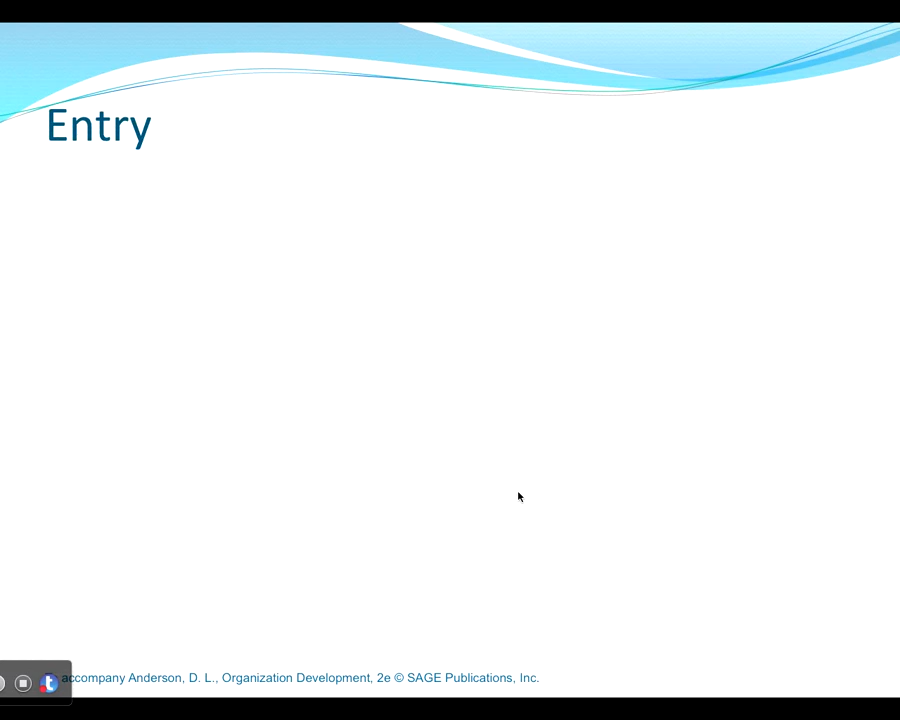 Entry
accompany Anderson, D. L., Organization Development, 2e © SAGE Publications, Inc.